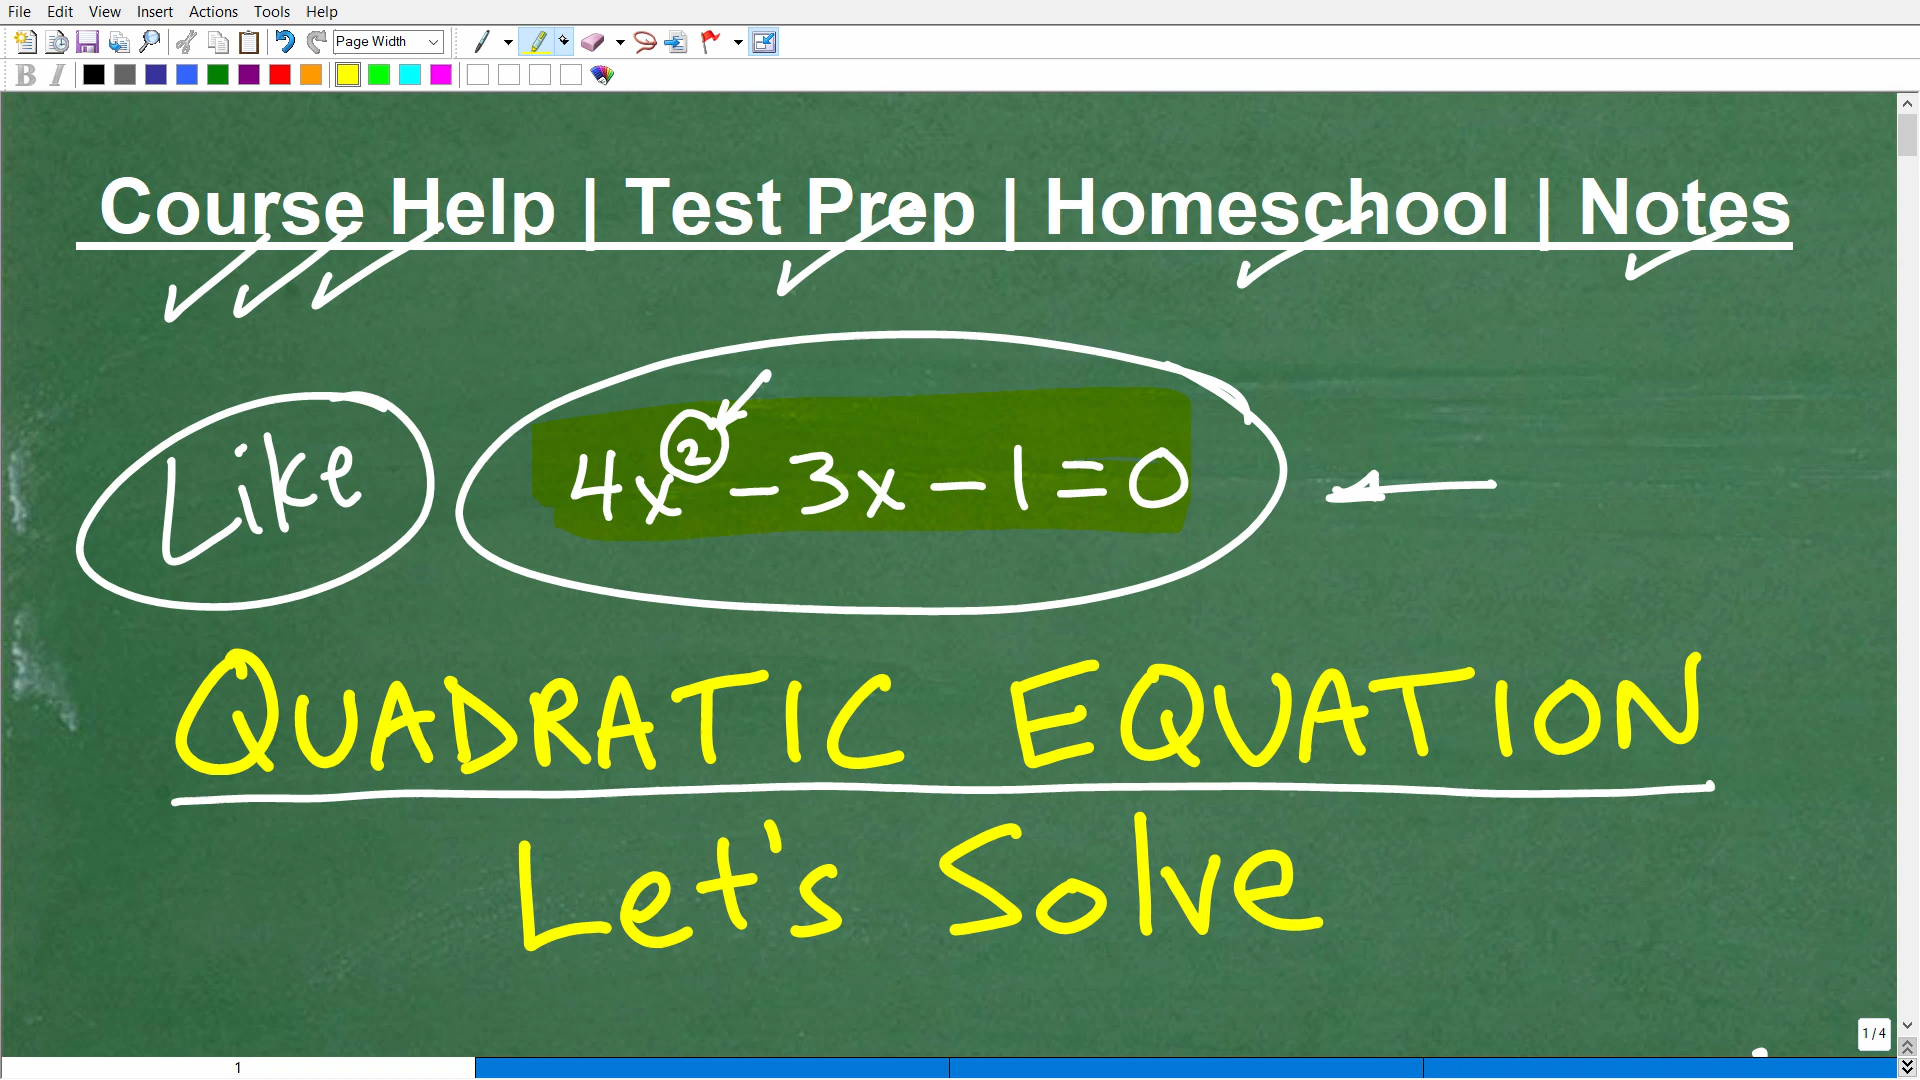 File Edit View Insert Actions Tools Help
Page Width
B I
Course Help | Test Prep | Homeschool | Notes
Like
4x² - 3x - 1 = 0
QUADRATIC EQUATION
Let's Solve
1 / 4
1